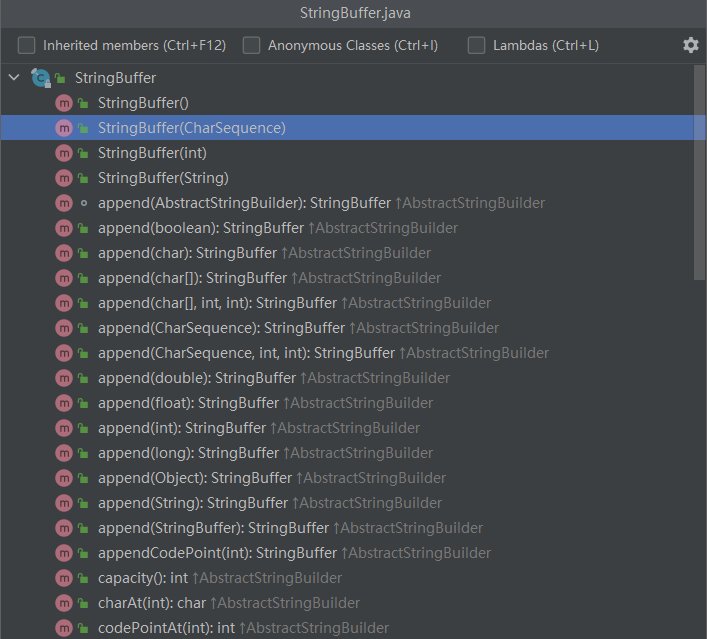 StringBuffer.java
Inherited members (Ctrl+F12) Anonymous Classes (Ctrl+I) Lambdas (Ctrl+L)
StringBuffer
StringBuffer()
StringBuffer(CharSequence)
StringBuffer(int)
StringBuffer(String)
append(AbstractStringBuilder): StringBuffer ↑AbstractStringBuilder
append(boolean): StringBuffer ↑AbstractStringBuilder
append(char): StringBuffer ↑AbstractStringBuilder
append(char[]): StringBuffer ↑AbstractStringBuilder
append(char[], int, int): StringBuffer ↑AbstractStringBuilder
append(CharSequence): StringBuffer ↑AbstractStringBuilder
append(CharSequence, int, int): StringBuffer ↑AbstractStringBuilder
append(double): StringBuffer ↑AbstractStringBuilder
append(float): StringBuffer ↑AbstractStringBuilder
append(int): StringBuffer ↑AbstractStringBuilder
append(long): StringBuffer ↑AbstractStringBuilder
append(Object): StringBuffer ↑AbstractStringBuilder
append(String): StringBuffer ↑AbstractStringBuilder
append(StringBuffer): StringBuffer ↑AbstractStringBuilder
appendCodePoint(int): StringBuffer ↑AbstractStringBuilder
capacity(): int ↑AbstractStringBuilder
charAt(int): char ↑AbstractStringBuilder
codePointAt(int): int ↑AbstractStringBuilder